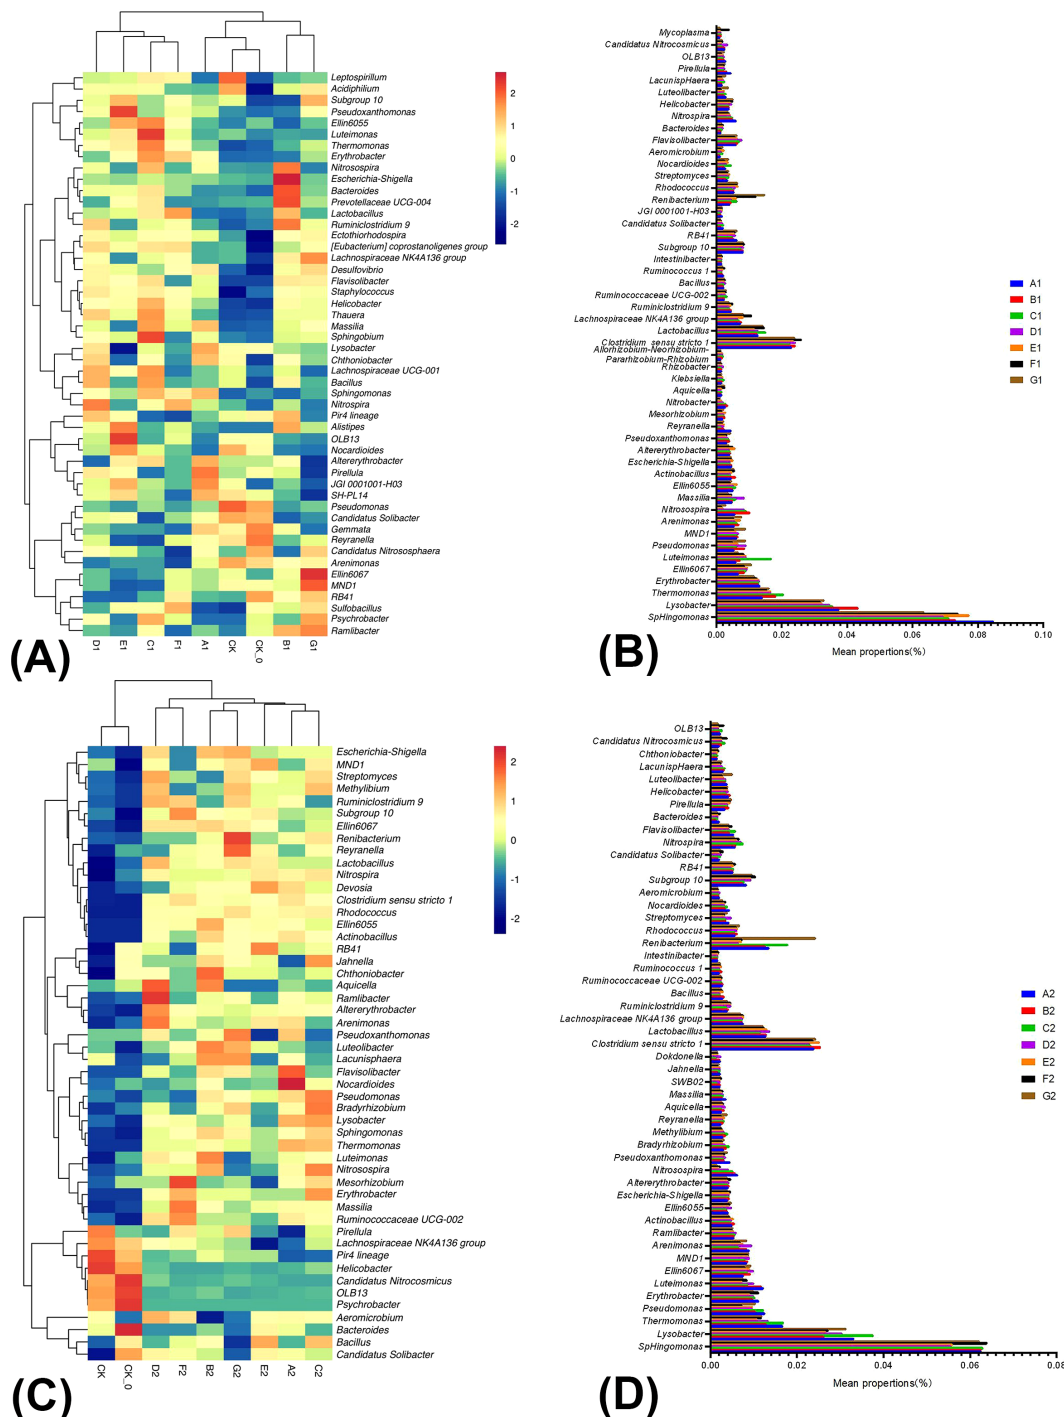 Leptospirillum
Acidiphilium
Subgroup 10
Pseudoxanthomonas
Ellin6055
Luteimonas
Thermomonas
Erythrobacter
Nitrosospira
Escherichia-Shigella
Bacteroides
Prevotellaceae UCG-004
Lactobacillus
Ruminiclostridium 9
Ectothiorhodospira
[Eubacterium] coprostanoligenes group
Lachnospiraceae NK4A136 group
Desulfovibrio
Flavisolibacter
Staphylococcus
Helicobacter
Thauera
Massilia
Sphingobium
Lysobacter
Chthoniobacter
Lachnospiraceae UCG-001
Bacillus
Sphingomonas
Nitrospira
Pir4 lineage
Alistipes
OLB13
Nocardioides
Altererythrobacter
Pirellula
JGI 0001001-H03
SH-PL14
Pseudomonas
Candidatus Solibacter
Gemmata
Reyranella
Candidatus Nitrososphaera
Arenimonas
Ellin6067
MND1
RB41
Sulfobacillus
Psychrobacter
Ramlibacter
2
1
0
-1
-2
D1 E1 C1 F1 A1 CK CK_0 B1 G1
(A)
Mycoplasma
Candidatus Nitrocosmicus
OLB13
Pirellula
LacunispHaera
Luteolibacter
Helicobacter
Nitrospira
Bacteroides
Flavisolibacter
Aeromicrobium
Nocardioides
Streptomyces
Rhodococcus
Renibacterium
JGI 0001001-H03
Candidatus Solibacter
RB41
Subgroup 10
Intestinibacter
Ruminococcus 1
Bacillus
Ruminococcaceae UCG-002
Ruminiclostridium 9
Lachnospiraceae NK4A136 group
Lactobacillus
Clostridium sensu stricto 1
Allorhizobium-Neorhizobium-
Pararhizobium-Rhizobium
Rhizobacter
Klebsiella
Aquicella
Nitrobacter
Mesorhizobium
Reyranella
Pseudoxanthomonas
Altererythrobacter
Escherichia-Shigella
Actinobacillus
Ellin6055
Massilia
Nitrosospira
Arenimonas
MND1
Pseudomonas
Luteimonas
Ellin6067
Erythrobacter
Thermomonas
Lysobacter
SpHingomonas
0.00 0.02 0.04 0.06 0.08 0.10
Mean propertions(%)
A1
B1
C1
D1
E1
F1
G1
(B)
Escherichia-Shigella
MND1
Streptomyces
Methylibium
Ruminiclostridium 9
Subgroup 10
Ellin6067
Renibacterium
Reyranella
Lactobacillus
Nitrospira
Devosia
Clostridium sensu stricto 1
Rhodococcus
Ellin6055
Actinobacillus
RB41
Jahnella
Chthoniobacter
Aquicella
Ramlibacter
Altererythrobacter
Arenimonas
Pseudoxanthomonas
Luteolibacter
Lacunisphaera
Flavisolibacter
Nocardioides
Pseudomonas
Bradyrhizobium
Lysobacter
Sphingomonas
Thermomonas
Luteimonas
Nitrosospira
Mesorhizobium
Erythrobacter
Massilia
Ruminococcaceae UCG-002
Pirellula
Lachnospiraceae NK4A136 group
Pir4 lineage
Helicobacter
Candidatus Nitrocosmicus
OLB13
Psychrobacter
Aeromicrobium
Bacteroides
Bacillus
Candidatus Solibacter
2
1
0
-1
-2
CK CK_0 D2 F2 B2 G2 E2 A2 C2
(C)
OLB13
Candidatus Nitrocosmicus
Chthoniobacter
LacunispHaera
Luteolibacter
Helicobacter
Pirellula
Bacteroides
Flavisolibacter
Nitrospira
Candidatus Solibacter
RB41
Subgroup 10
Aeromicrobium
Nocardioides
Streptomyces
Rhodococcus
Renibacterium
Intestinibacter
Ruminococcus 1
Ruminococcaceae UCG-002
Bacillus
Ruminiclostridium 9
Lachnospiraceae NK4A136 group
Lactobacillus
Clostridium sensu stricto 1
Dokdonella
Jahnella
SWB02
Massilia
Aquicella
Reyranella
Methylibium
Bradyrhizobium
Pseudoxanthomonas
Nitrosospira
Altererythrobacter
Escherichia-Shigella
Ellin6055
Actinobacillus
Ramlibacter
Arenimonas
MND1
Ellin6067
Luteimonas
Erythrobacter
Pseudomonas
Thermomonas
Lysobacter
SpHingomonas
0.00 0.02 0.04 0.06 0.08
Mean propertions(%)
A2
B2
C2
D2
E2
F2
G2
(D)